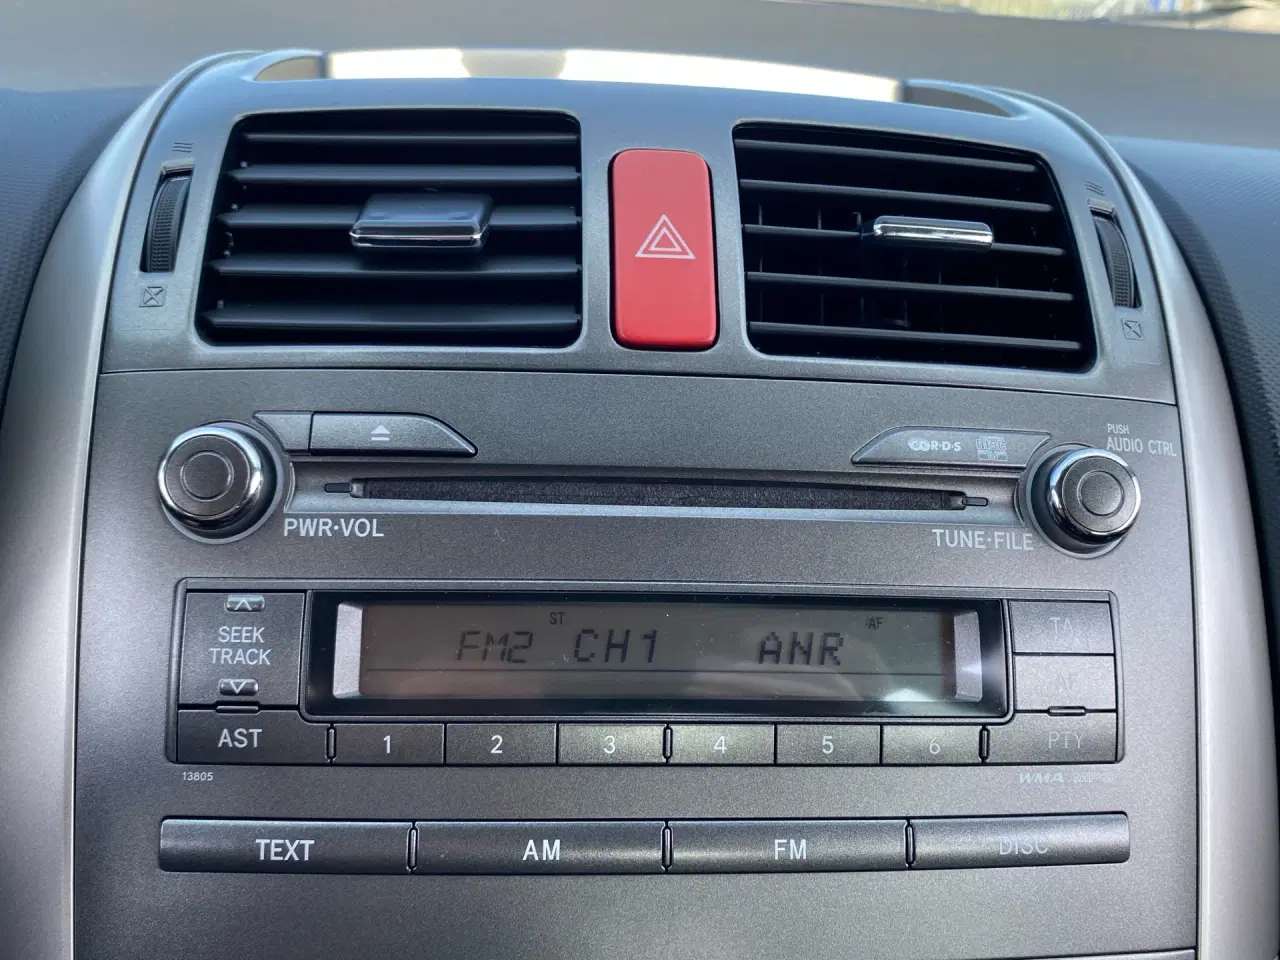 R·D·S
PUSH
AUDIO CTRL
PWR·VOL
TUNE·FILE
ST
AF
FM2 CH1 ANR
SEEK
TRACK
TA
AST
1 2 3 4 5 6
PTY
13805
WMA MP3
TEXT AM FM DISC